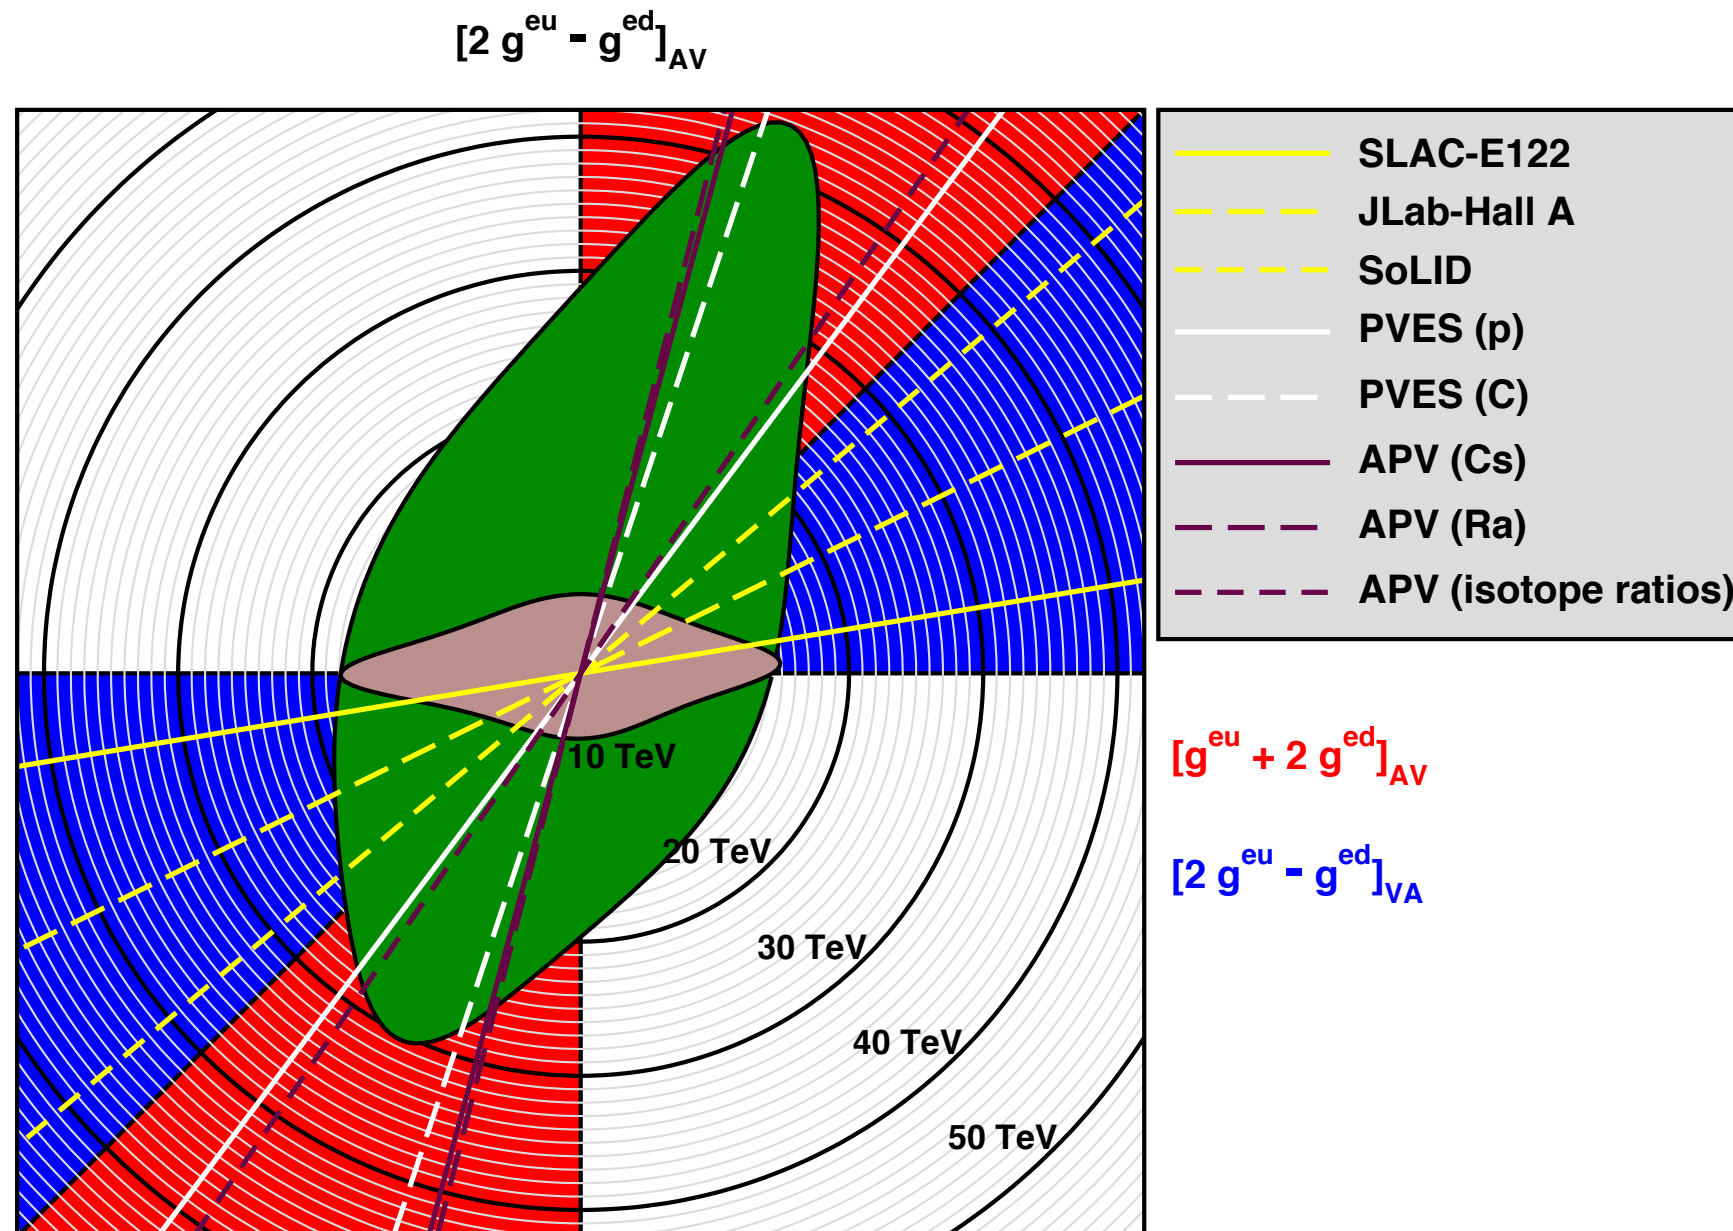 [2 g^eu - g^ed]_AV
SLAC-E122
JLab-Hall A
SoLID
PVES (p)
PVES (C)
APV (Cs)
APV (Ra)
APV (isotope ratios)
[g^eu + 2 g^ed]_AV
[2 g^eu - g^ed]_VA
10 TeV
20 TeV
30 TeV
40 TeV
50 TeV